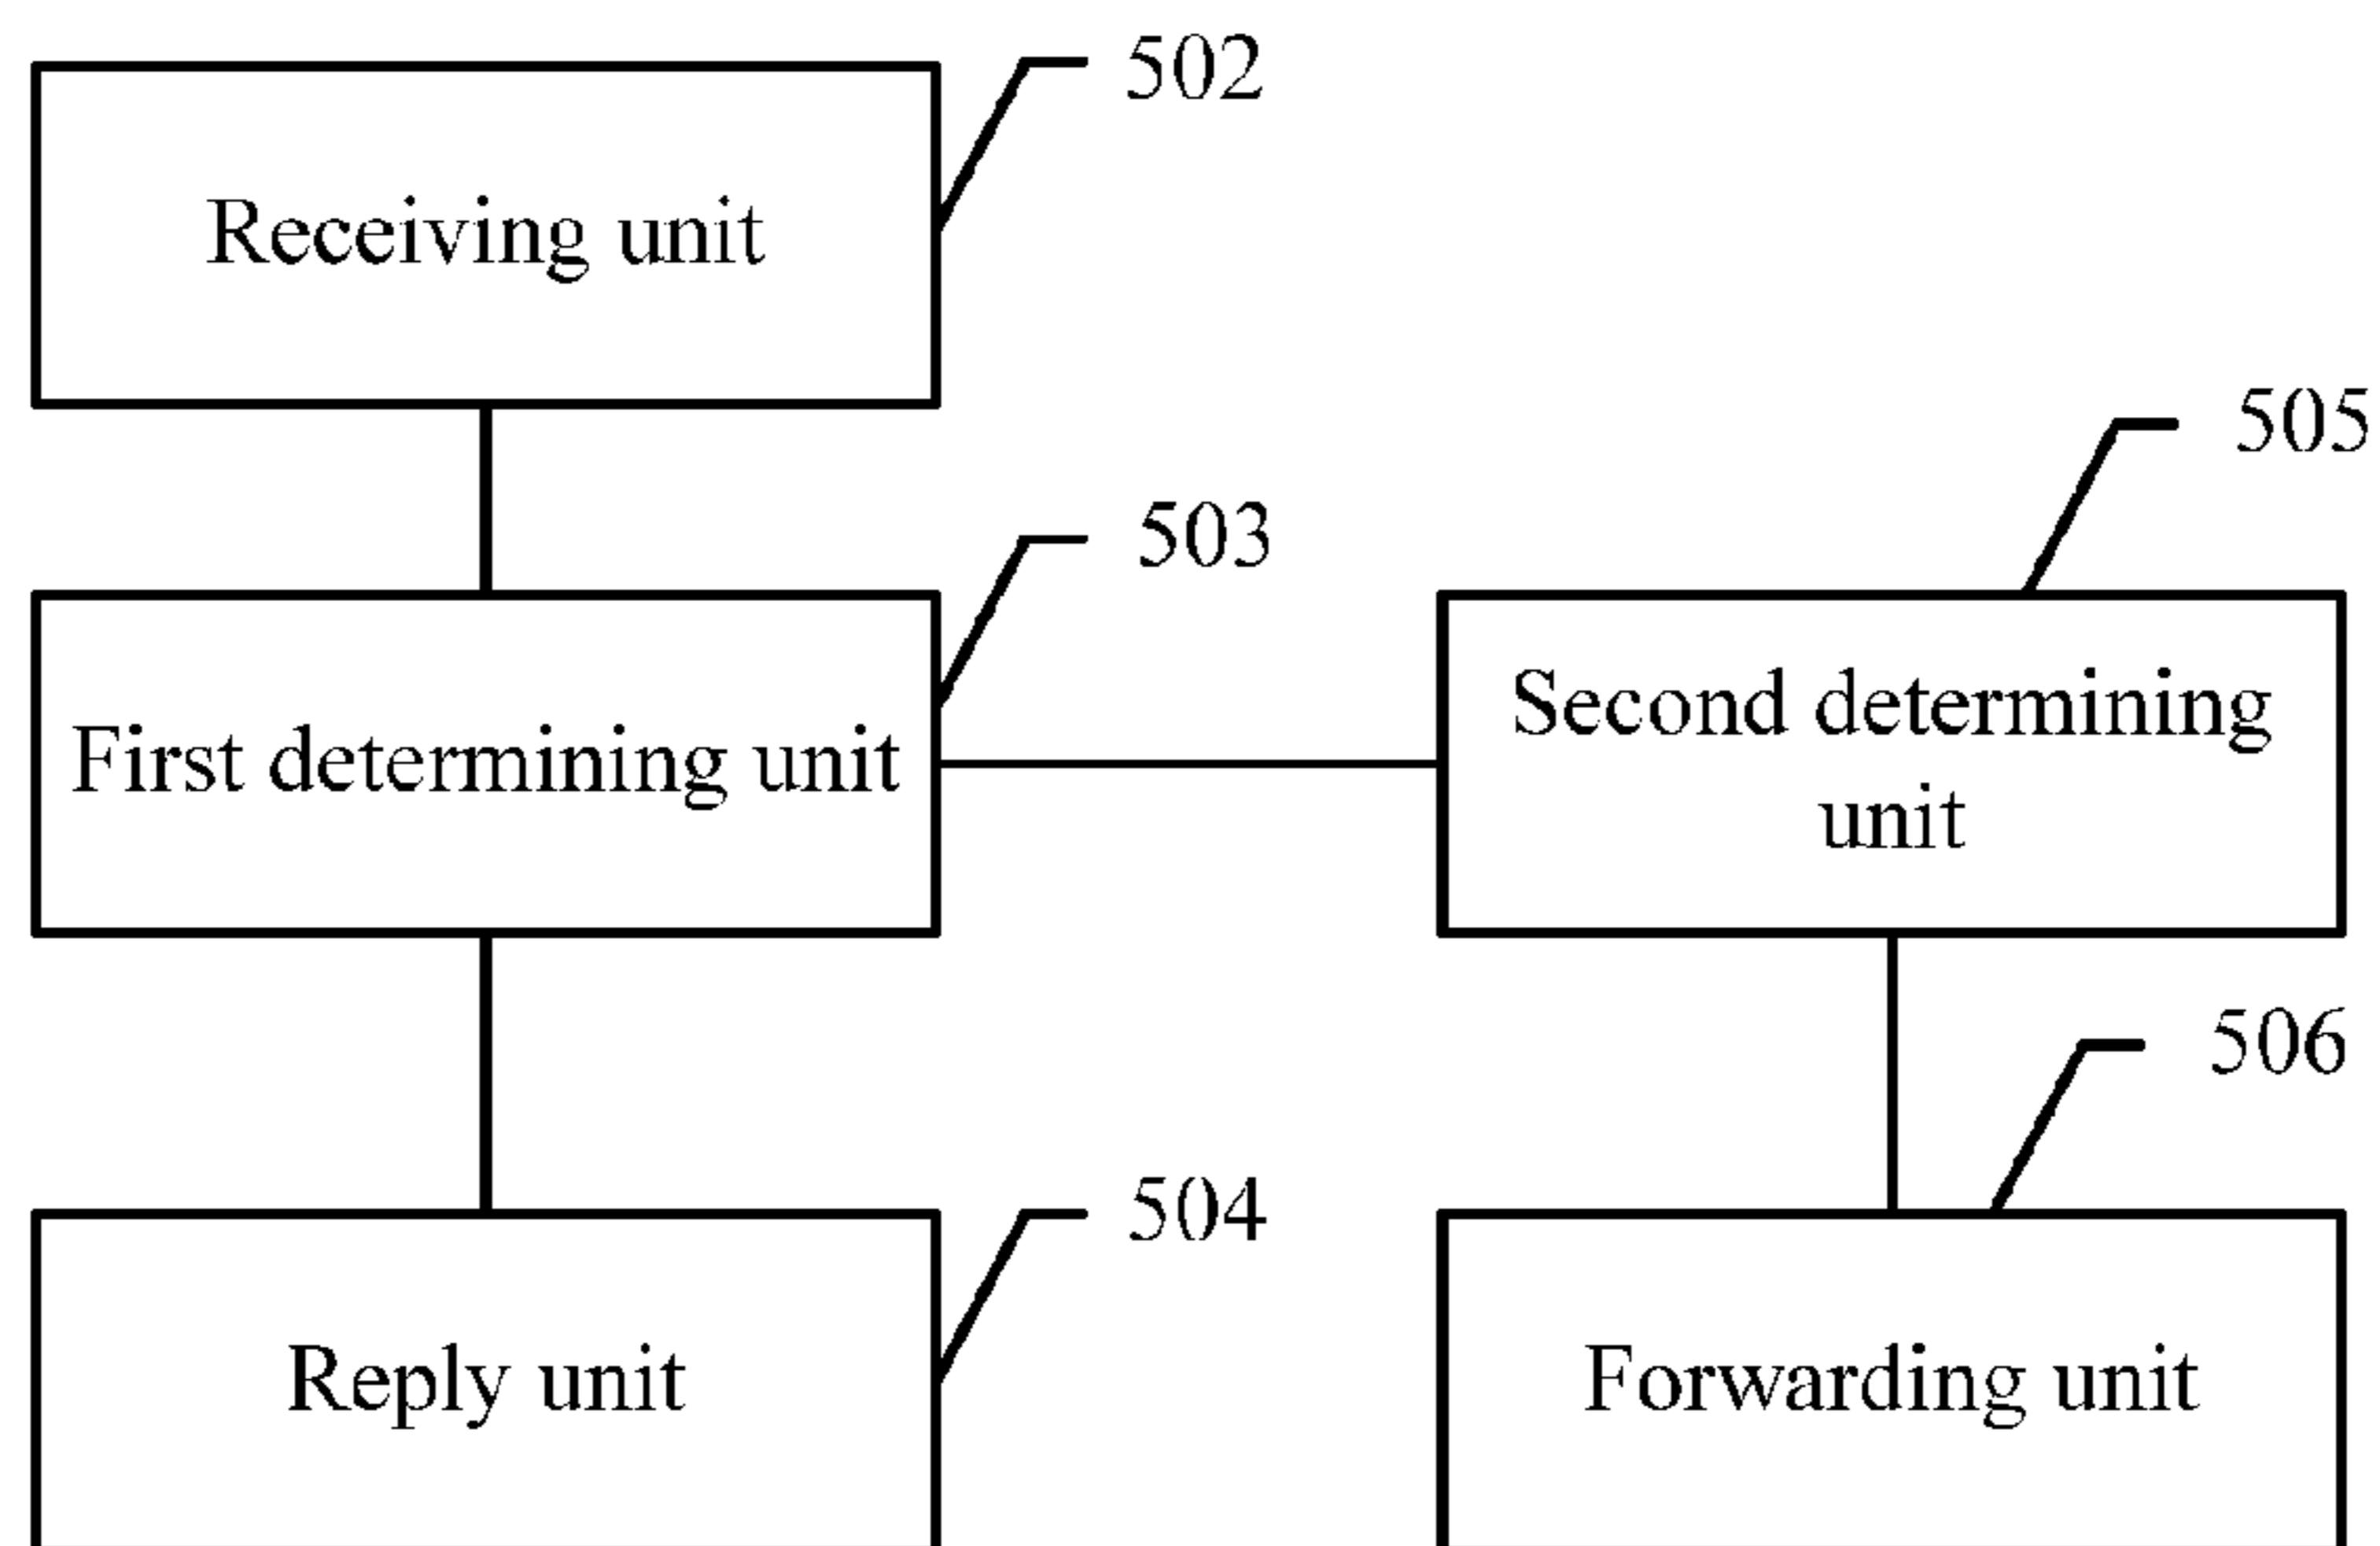 502
Receiving unit
505
503
First determining unit
Second determining
unit
506
504
Reply unit
Forwarding unit